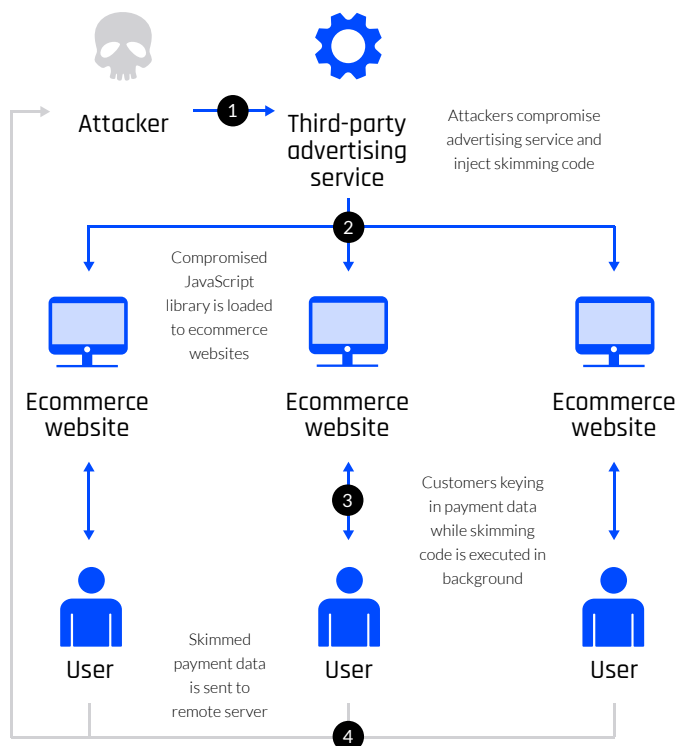 Attacker
1
Third-party
advertising
service
Attackers compromise
advertising service and
inject skimming code
2
Compromised
JavaScript
library is loaded
to ecommerce
websites
Ecommerce
website
Ecommerce
website
Ecommerce
website
3
Customers keying
in payment data
while skimming
code is executed in
background
User
Skimmed
payment data
is sent to
remote server
User
User
4